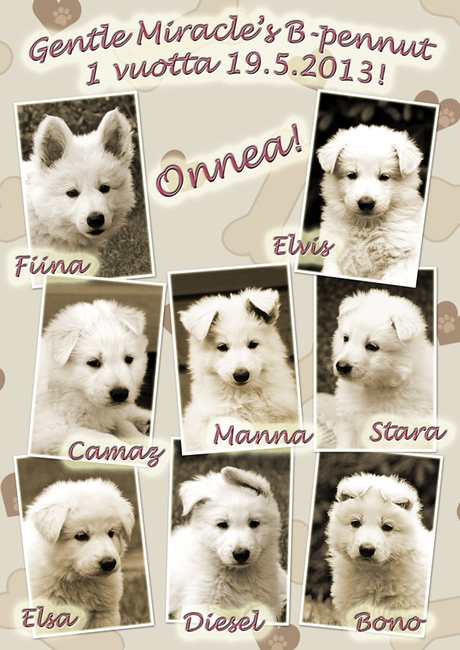 Gentle Miracle's B-pennut
1 vuotta 19.5.2013!
Onnea!
Fiina
Elvis
Camaz
Manna
Stara
Elsa
Diesel
Bono